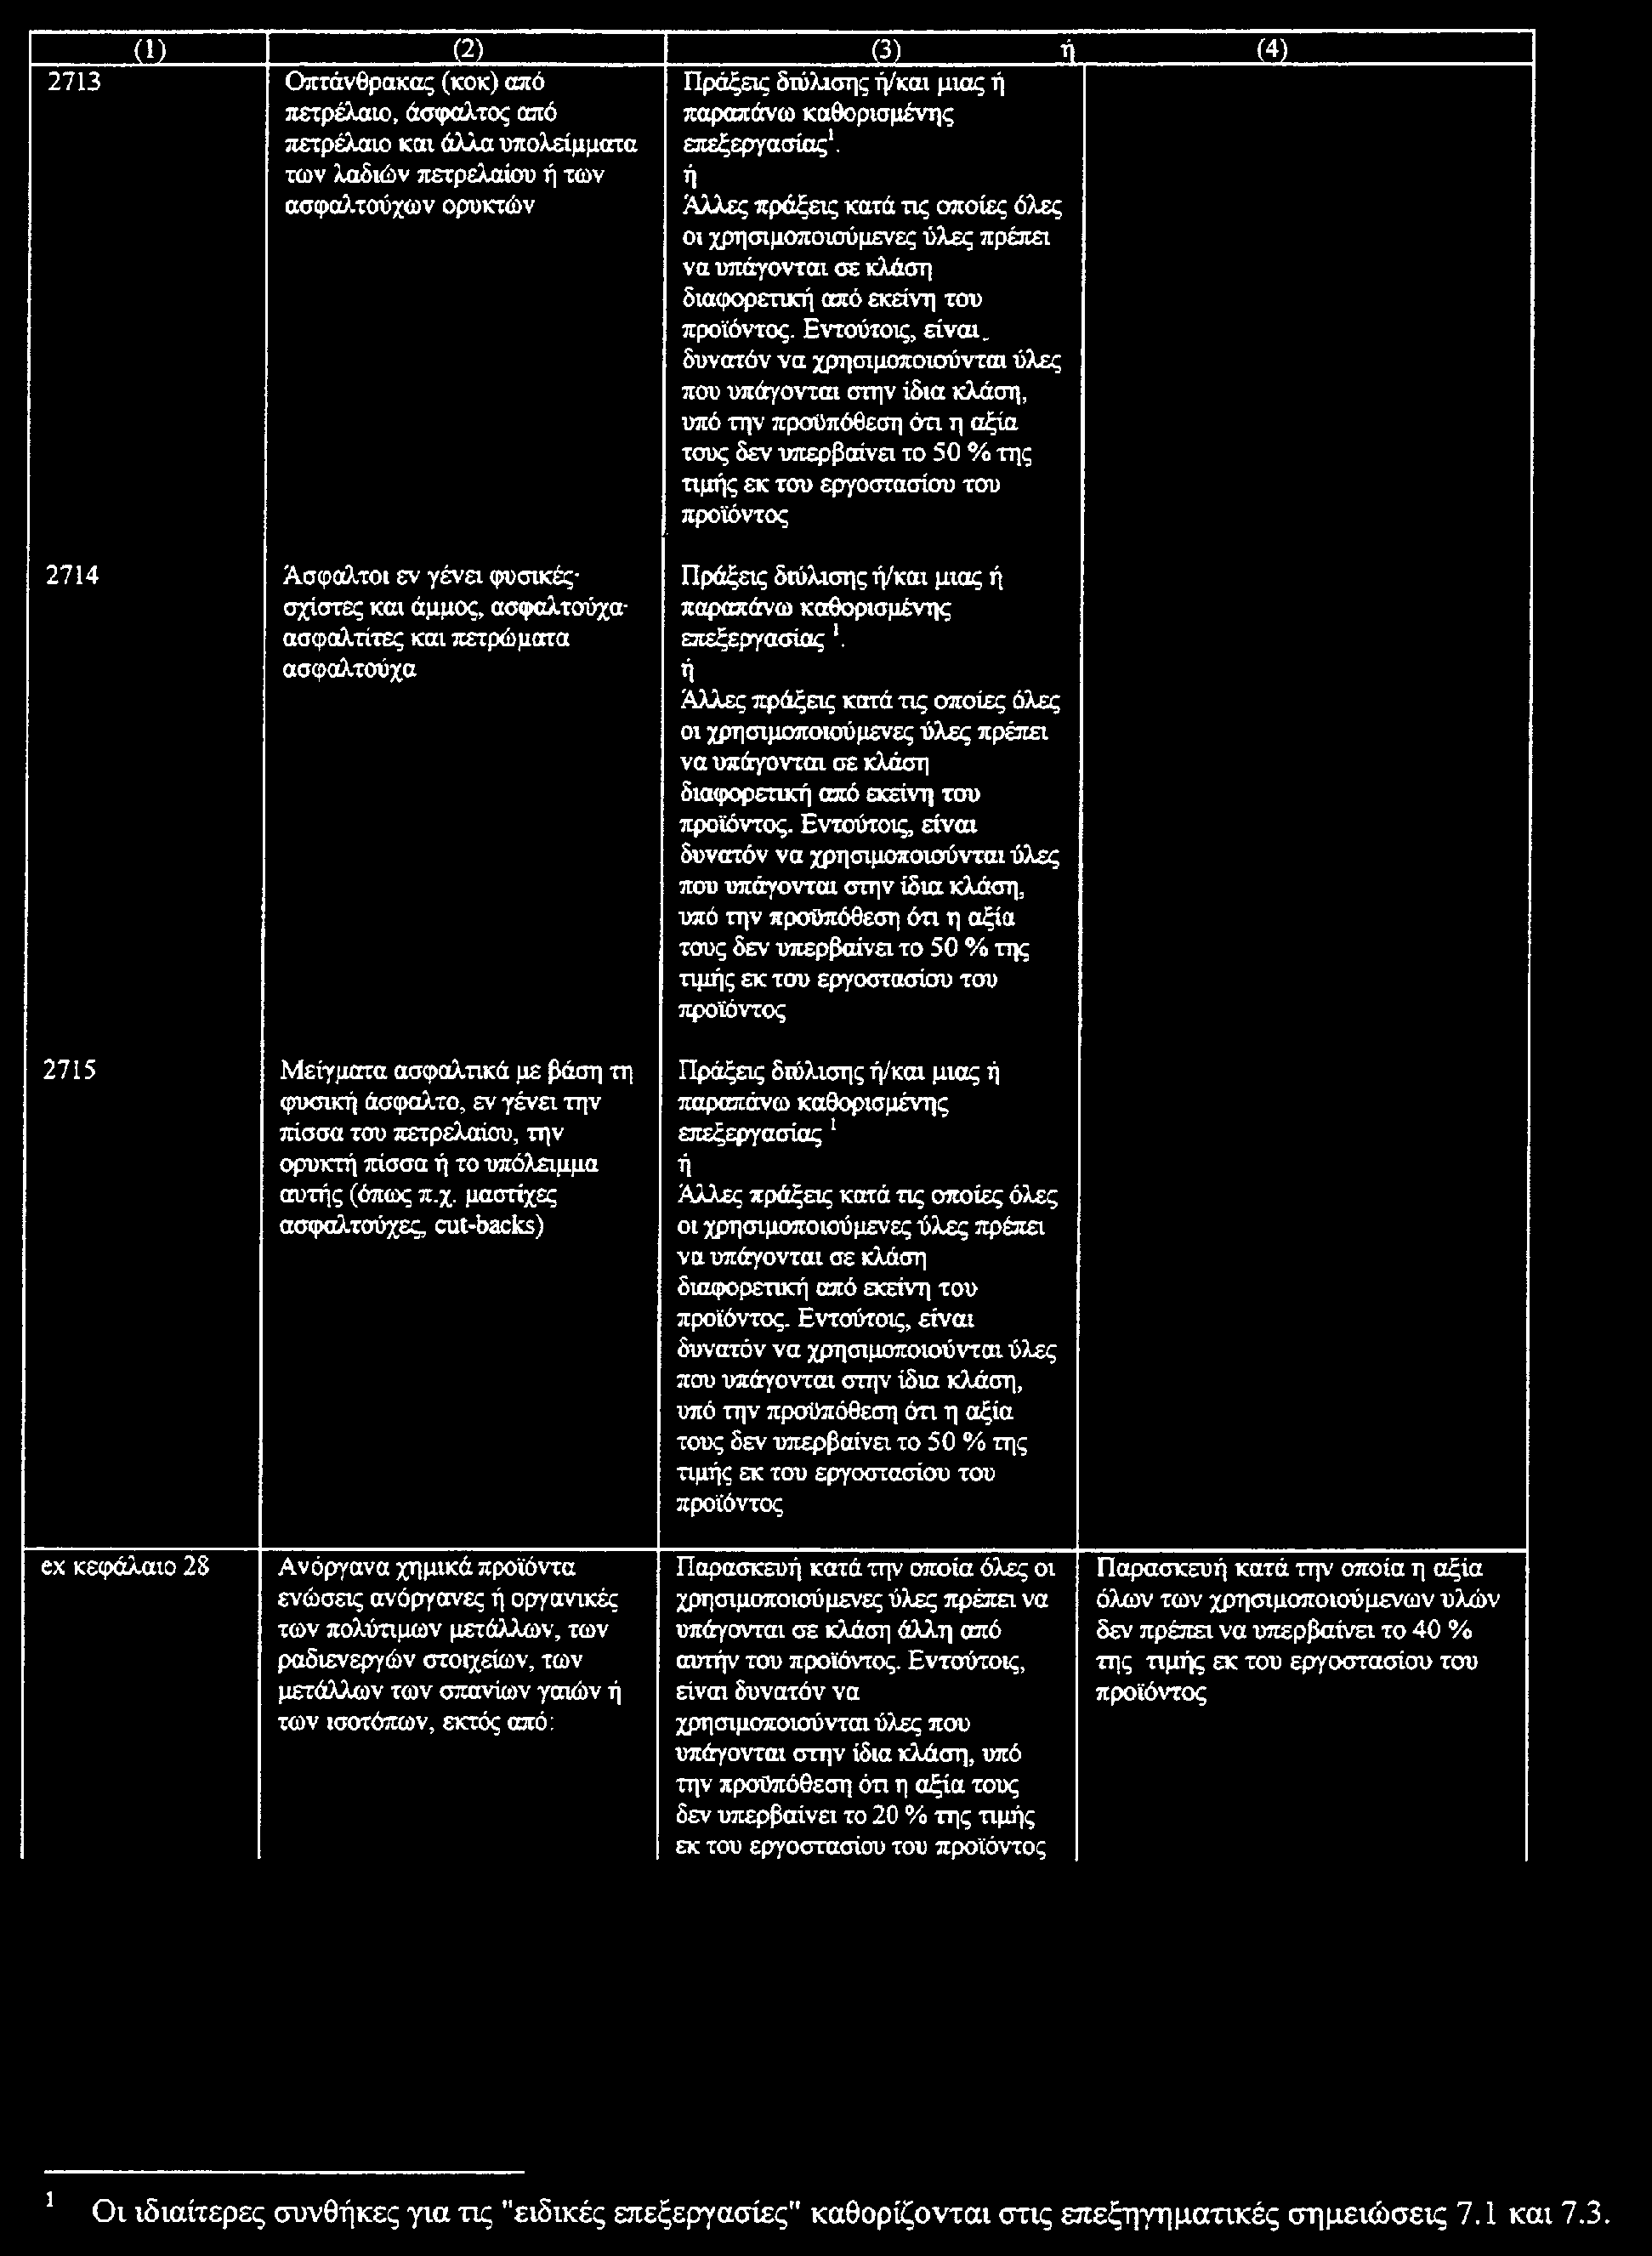 (1) (2) (3) ή (4)
2713
Οπτάνθρακας (κοκ) από
πετρέλαιο, άσφαλτος από
πετρέλαιο και άλλα υπολείμματα
των λαδιών πετρελαίου ή των
ασφαλτούχων ορυκτών
Πράξεις διύλισης ή/και μιας ή
παραπάνω καθορισμένης
επεξεργασίας¹.
ή
Άλλες πράξεις κατά τις οποίες όλες
οι χρησιμοποιούμενες ύλες πρέπει
να υπάγονται σε κλάση
διαφορετική από εκείνη του
προϊόντος. Εντούτοις, είναι
δυνατόν να χρησιμοποιούνται ύλες
που υπάγονται στην ίδια κλάση,
υπό την προϋπόθεση ότι η αξία
τους δεν υπερβαίνει το 50 % της
τιμής εκ του εργοστασίου του
προϊόντος
2714
Άσφαλτοι εν γένει φυσικές·
σχίστες και άμμος, ασφαλτούχα·
ασφαλτίτες και πετρώματα
ασφαλτούχα
Πράξεις διύλισης ή/και μιας ή
παραπάνω καθορισμένης
επεξεργασίας ¹.
ή
Άλλες πράξεις κατά τις οποίες όλες
οι χρησιμοποιούμενες ύλες πρέπει
να υπάγονται σε κλάση
διαφορετική από εκείνη του
προϊόντος. Εντούτοις, είναι
δυνατόν να χρησιμοποιούνται ύλες
που υπάγονται στην ίδια κλάση,
υπό την προϋπόθεση ότι η αξία
τους δεν υπερβαίνει το 50 % της
τιμής εκ του εργοστασίου του
προϊόντος
2715
Μείγματα ασφαλτικά με βάση τη
φυσική άσφαλτο, εν γένει την
πίσσα του πετρελαίου, την
ορυκτή πίσσα ή το υπόλειμμα
αυτής (όπως π.χ. μαστίχες
ασφαλτούχες, cut-backs)
Πράξεις διύλισης ή/και μιας ή
παραπάνω καθορισμένης
επεξεργασίας ¹
ή
Άλλες πράξεις κατά τις οποίες όλες
οι χρησιμοποιούμενες ύλες πρέπει
να υπάγονται σε κλάση
διαφορετική από εκείνη του
προϊόντος. Εντούτοις, είναι
δυνατόν να χρησιμοποιούνται ύλες
που υπάγονται στην ίδια κλάση,
υπό την προϋπόθεση ότι η αξία
τους δεν υπερβαίνει το 50 % της
τιμής εκ του εργοστασίου του
προϊόντος
ex κεφάλαιο 28
Ανόργανα χημικά προϊόντα
ενώσεις ανόργανες ή οργανικές
των πολύτιμων μετάλλων, των
ραδιενεργών στοιχείων, των
μετάλλων των σπανίων γαιών ή
των ισοτόπων, εκτός από:
Παρασκευή κατά την οποία όλες οι
χρησιμοποιούμενες ύλες πρέπει να
υπάγονται σε κλάση άλλη από
αυτήν του προϊόντος. Εντούτοις,
είναι δυνατόν να
χρησιμοποιούνται ύλες που
υπάγονται στην ίδια κλάση, υπό
την προϋπόθεση ότι η αξία τους
δεν υπερβαίνει το 20 % της τιμής
εκ του εργοστασίου του προϊόντος
Παρασκευή κατά την οποία η αξία
όλων των χρησιμοποιούμενων υλών
δεν πρέπει να υπερβαίνει το 40 %
της τιμής εκ του εργοστασίου του
προϊόντος
¹ Οι ιδιαίτερες συνθήκες για τις "ειδικές επεξεργασίες" καθορίζονται στις επεξηγηματικές σημειώσεις 7.1 και 7.3.